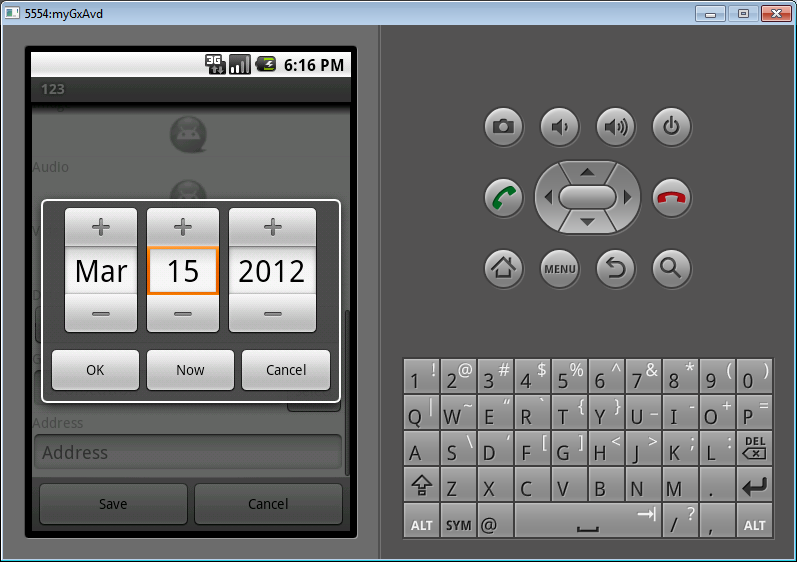 5554:myGxAvd
3G 6:16 PM
123
Audio
Mar 15 2012
OK Now Cancel
Address
Address
Save Cancel
MENU
1 ! 2 @ 3 # 4 $ 5 % 6 ^ 7 & 8 * 9 ( 0 )
Q | W ~ E “ R ` T { Y } U _ I - O + P =
A S \ D ‘ F [ G ] H < J > K ; L : DEL
Z X C V B N M .
ALT SYM @ / ? , ALT